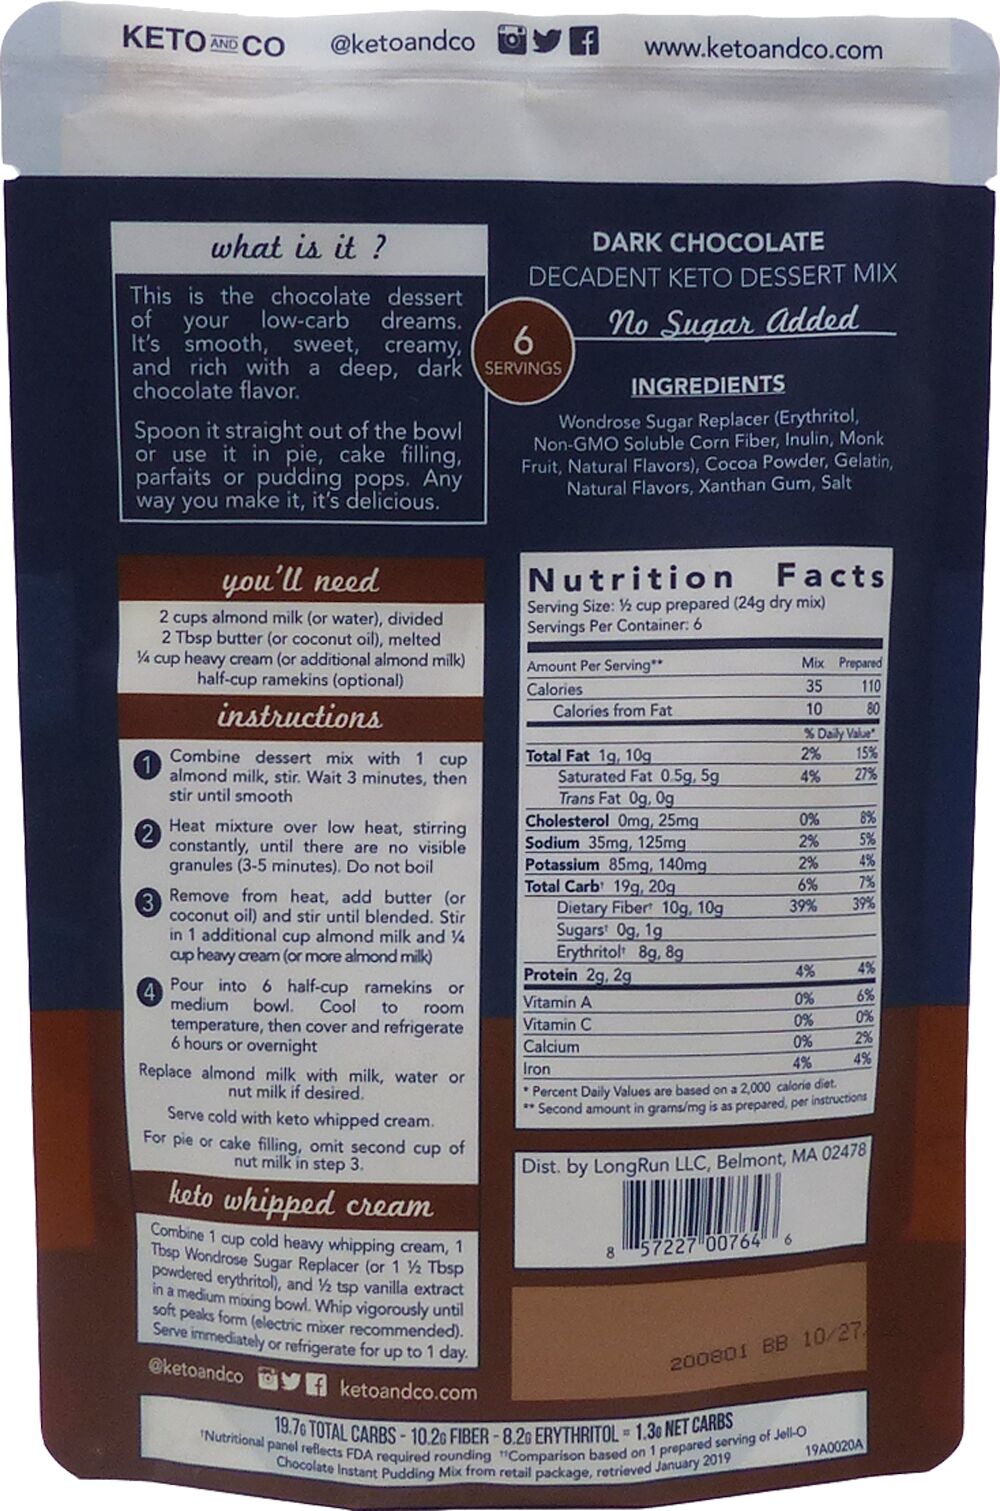 KETO AND CO @ketoandco www.ketoandco.com
what is it ?
This is the chocolate dessert
of your low-carb dreams.
It's smooth, sweet, creamy,
and rich with a deep, dark
chocolate flavor.
Spoon it straight out of the bowl
or use it in pie, cake filling,
parfaits or pudding pops. Any
way you make it, it's delicious.
6
SERVINGS
DARK CHOCOLATE
DECADENT KETO DESSERT MIX
No Sugar Added
INGREDIENTS
Wondrose Sugar Replacer (Erythritol,
Non-GMO Soluble Corn Fiber, Inulin, Monk
Fruit, Natural Flavors), Cocoa Powder, Gelatin,
Natural Flavors, Xanthan Gum, Salt
you'll need
2 cups almond milk (or water), divided
2 Tbsp butter (or coconut oil), melted
¼ cup heavy cream (or additional almond milk)
half-cup ramekins (optional)
instructions
1 Combine dessert mix with 1 cup
almond milk, stir. Wait 3 minutes, then
stir until smooth
2 Heat mixture over low heat, stirring
constantly, until there are no visible
granules (3-5 minutes). Do not boil
3 Remove from heat, add butter (or
coconut oil) and stir until blended. Stir
in 1 additional cup almond milk and ¼
cup heavy cream (or more almond milk)
4 Pour into 6 half-cup ramekins or
medium bowl. Cool to room
temperature, then cover and refrigerate
6 hours or overnight
Replace almond milk with milk, water or
nut milk if desired.
Serve cold with keto whipped cream.
For pie or cake filling, omit second cup of
nut milk in step 3.
keto whipped cream
Combine 1 cup cold heavy whipping cream, 1
Tbsp Wondrose Sugar Replacer (or 1 ½ Tbsp
powdered erythritol), and ½ tsp vanilla extract
in a medium mixing bowl. Whip vigorously until
soft peaks form (electric mixer recommended).
Serve immediately or refrigerate for up to 1 day.
@ketoandco ketoandco.com
Nutrition Facts
Serving Size: ½ cup prepared (24g dry mix)
Servings Per Container: 6
Amount Per Serving** Mix Prepared
Calories 35 110
Calories from Fat 10 80
% Daily Value*
Total Fat 1g, 10g 2% 15%
Saturated Fat 0.5g, 5g 4% 27%
Trans Fat 0g, 0g
Cholesterol 0mg, 25mg 0% 8%
Sodium 35mg, 125mg 2% 5%
Potassium 85mg, 140mg 2% 4%
Total Carb† 19g, 20g 6% 7%
Dietary Fiber† 10g, 10g 39% 39%
Sugars† 0g, 1g
Erythritol† 8g, 8g
Protein 2g, 2g 4% 4%
Vitamin A 0% 6%
Vitamin C 0% 0%
Calcium 0% 2%
Iron 4% 4%
* Percent Daily Values are based on a 2,000 calorie diet.
** Second amount in grams/mg is as prepared, per instructions
Dist. by LongRun LLC, Belmont, MA 02478
8 57227 00764 6
200801 BB 10/27
19.7G TOTAL CARBS - 10.2G FIBER - 8.2G ERYTHRITOL = 1.3G NET CARBS
†Nutritional panel reflects FDA required rounding ††Comparison based on 1 prepared serving of Jell-O
Chocolate Instant Pudding Mix from retail package, retrieved January 2019
19A0020A